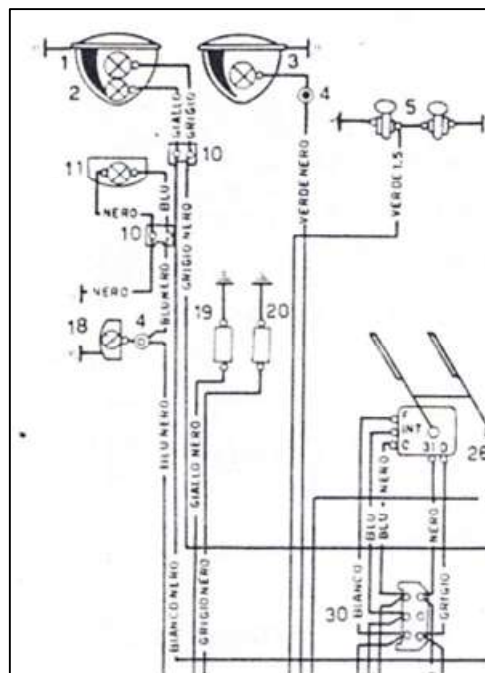 1
2
3
4
5
GIALLO
GRIGIO
10
11
BLU
NERO
10
NERO
VERDE NERO
VERDE 1,5
GRIGIO NERO
BLU NERO
18
4
19
20
F
INT
C
31 D
26
BLU NERO
GIALLO NERO
BLU
BLU - NERO
NERO
BIANCO
GRIGIO
30
BIANCO NERO
GRIGIO NERO